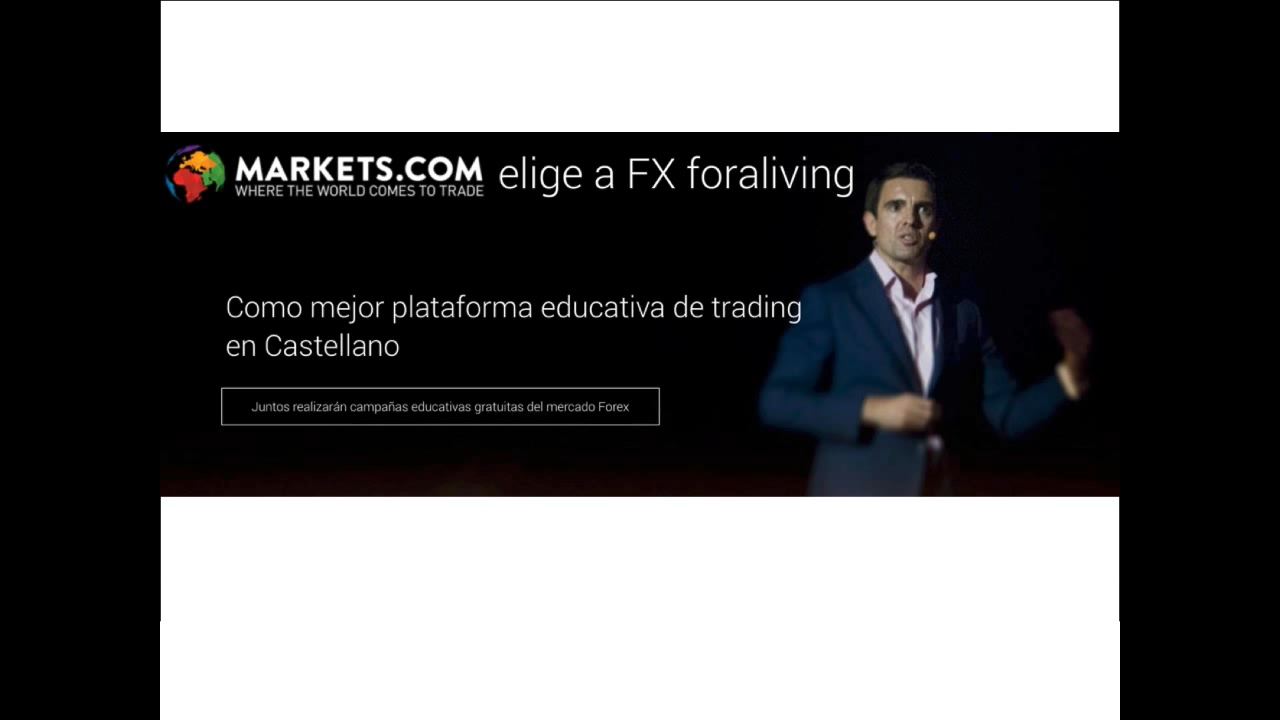 MARKETS.COM elige a FX foraliving
WHERE THE WORLD COMES TO TRADE
Como mejor plataforma educativa de trading
en Castellano
Juntos realizarán campañas educativas gratuitas del mercado Forex